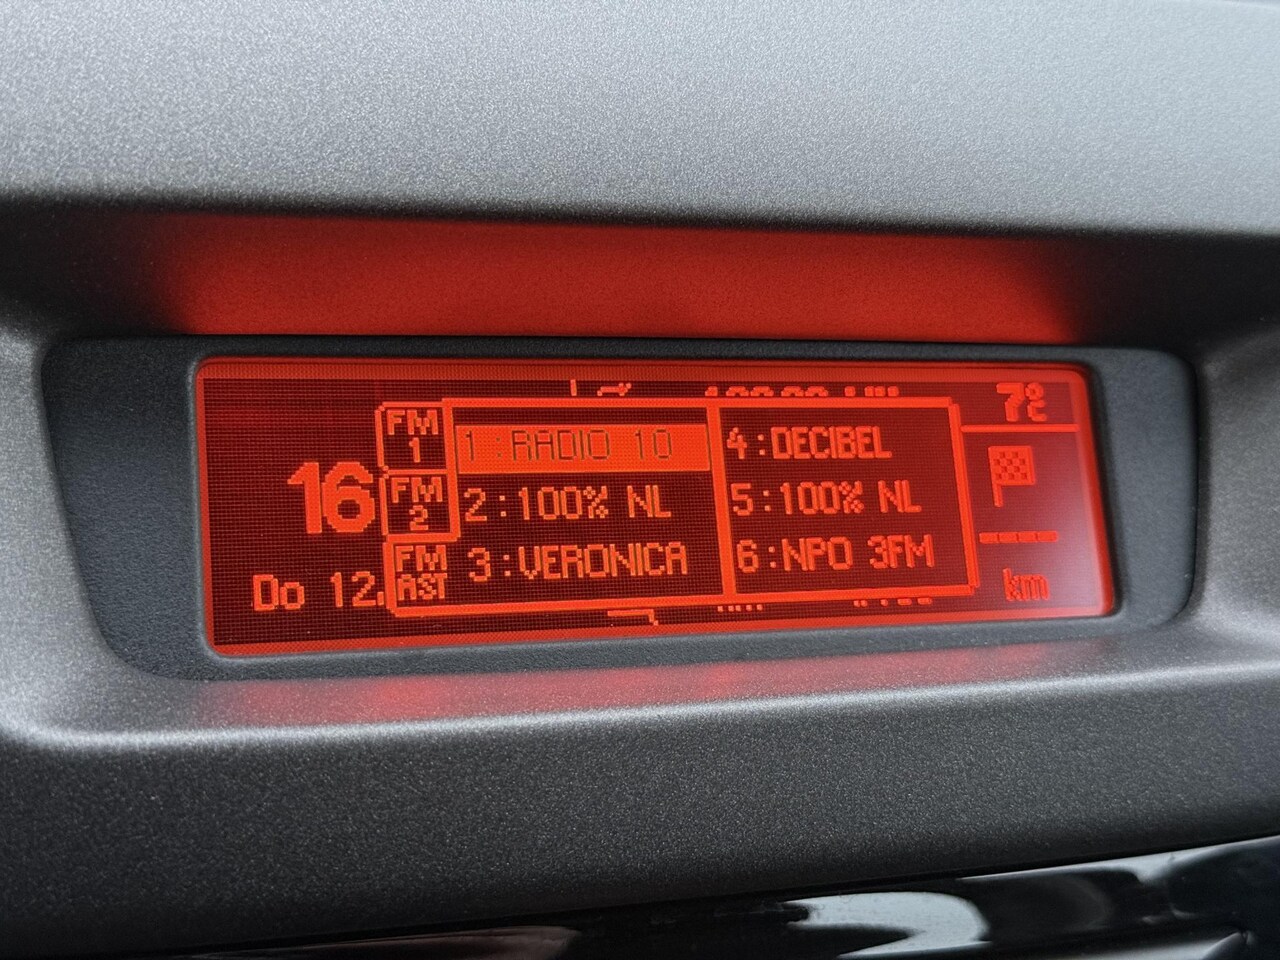 7°C
FM
1
1:RADIO 10
4:DECIBEL
16
FM
2
2:100% NL
5:100% NL
FM
AST
3:VERONICA
6:NPO 3FM
Do 12.
km